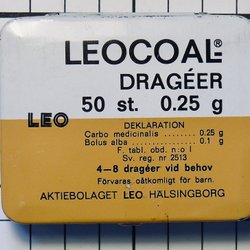 LEOCOAL®
DRAGÉER
50 st. 0.25 g
LEO
DEKLARATION
Carbo medicinalis ........ 0.25 g
Bolus alba ........ 0.1 g
F. tabl. obd. n:o I
Sv. reg. nr 2513
4—8 dragéer vid behov
Förvaras oåtkomligt för barn.
AKTIEBOLAGET LEO HÄLSINGBORG